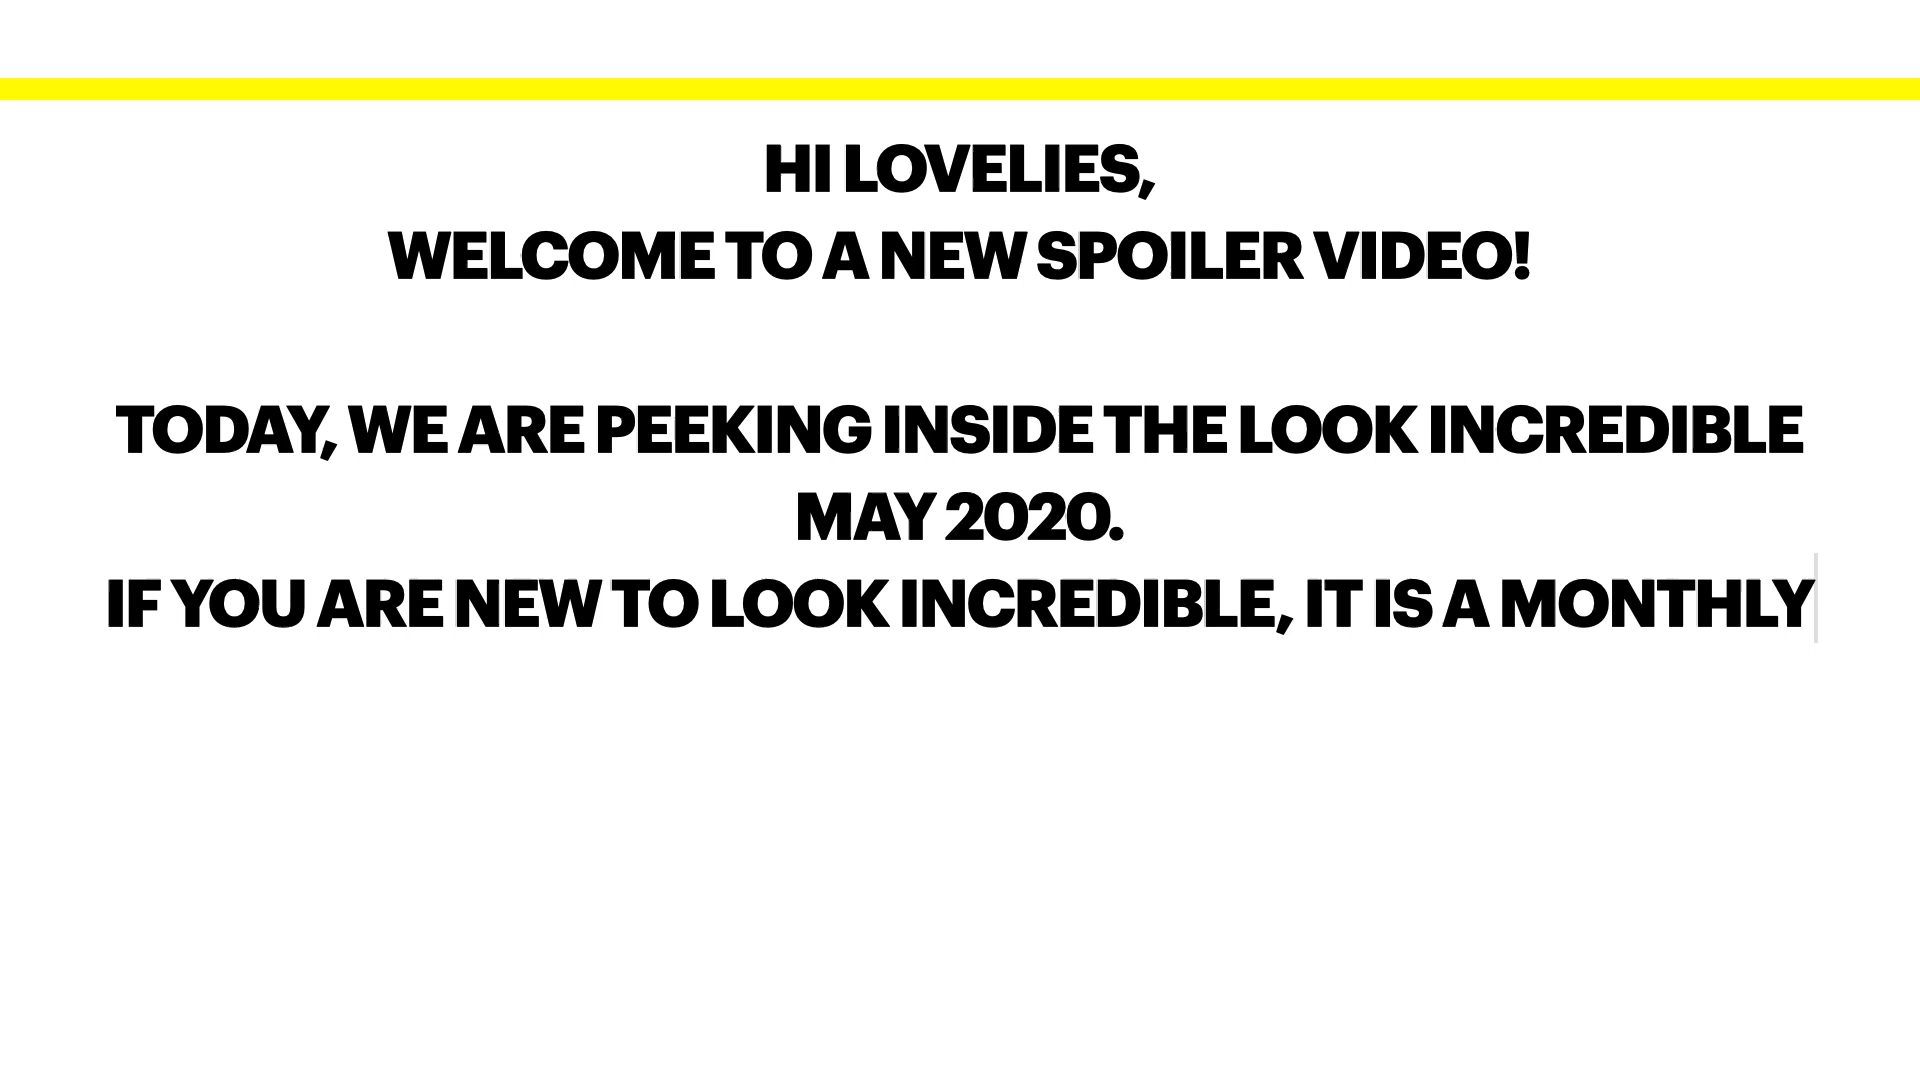 HI LOVELIES,
WELCOME TO A NEW SPOILER VIDEO!
TODAY, WE ARE PEEKING INSIDE THE LOOK INCREDIBLE
MAY 2020.
IF YOU ARE NEW TO LOOK INCREDIBLE, IT IS A MONTHLY